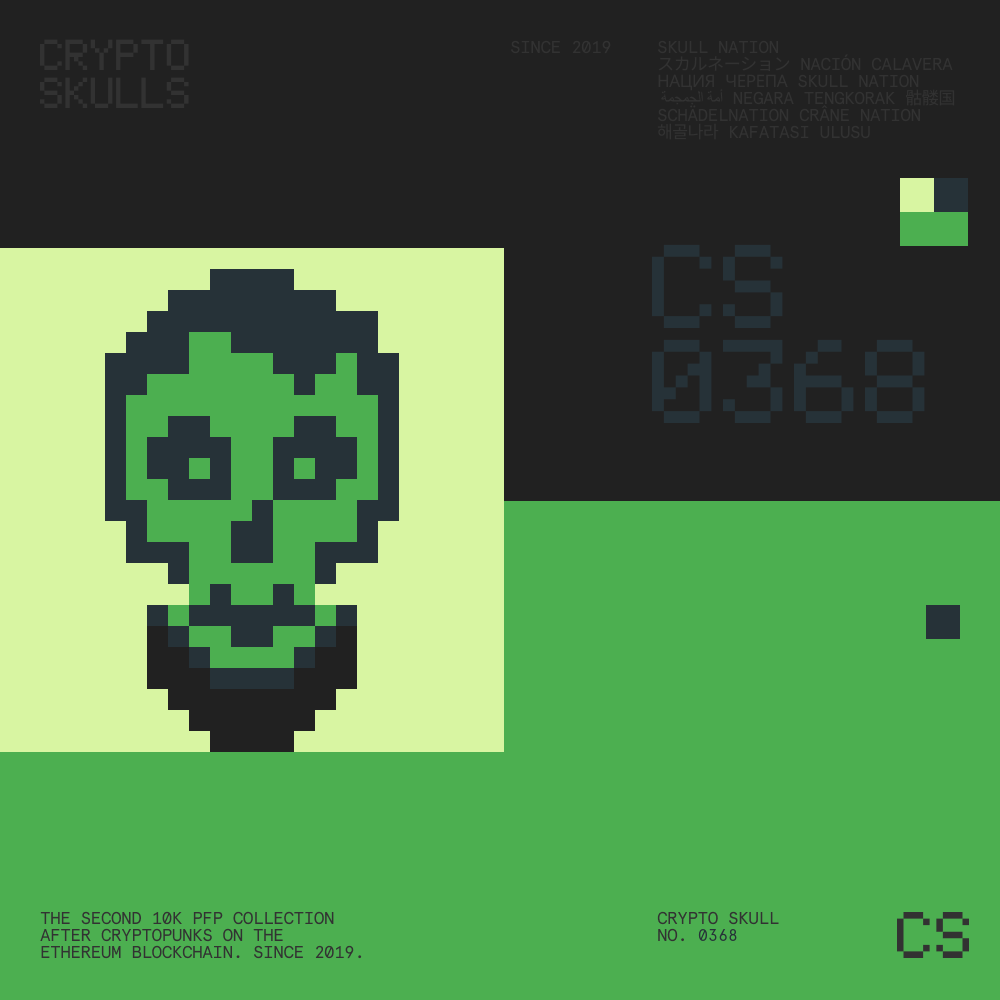 CRYPTO
SKULLS
SINCE 2019
SKULL NATION
スカルネーション NACIÓN CALAVERA
НАЦИЯ ЧЕРЕПА SKULL NATION
أمة الجمجمة NEGARA TENGKORAK 骷髅国
SCHÄDELNATION CRÂNE NATION
해골나라 KAFATASI ULUSU
CS
0368
THE SECOND 10K PFP COLLECTION
AFTER CRYPTOPUNKS ON THE
ETHEREUM BLOCKCHAIN. SINCE 2019.
CRYPTO SKULL
NO. 0368
CS